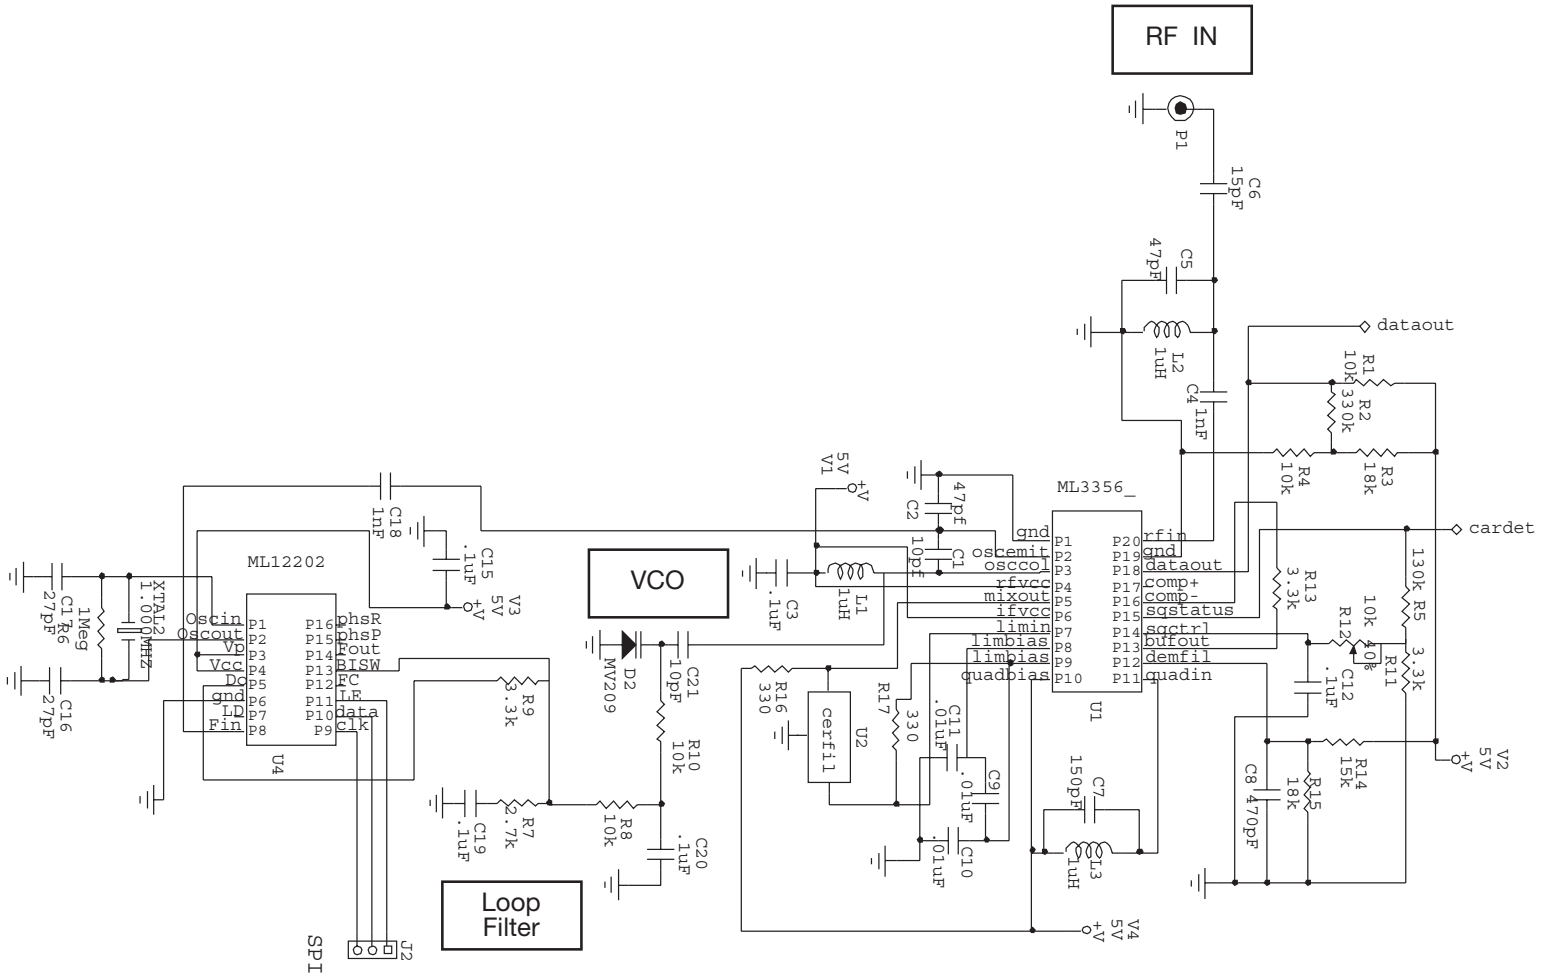 RF IN
P1
C6
15pF
C5
47pF
L2
1uH
C4
1nF
dataout
R1
10k
R2
330k
R4
10k
R3
18k
cardet
ML3356_
gnd P1 P20 rfin
oscemit P2 P19 gnd
osccol P3 P18 dataout
rfvcc P4 P17 comp+
mixout P5 P16 comp-
ifvcc P6 P15 sqstatus
limin P7 P14 sqctrl
limbias P8 P13 bufout
limbias P9 P12 demfil
quadbias P10 P11 quadin
U1
V1
5V
+V
C2
47pf
C1
10pf
L1
1uH
C3
.1uF
VCO
C18
1nF
C15
.1uF
V3
5V
+V
ML12202
Oscin P1 P16 phsR
Oscout P2 P15 phsP
Vp P3 P14 Fout
Vcc P4 P13 BISW
Do P5 P12 FC
gnd P6 P11 LE
LD P7 P10 data
Fin P8 P9 clk
U4
XTAL2
1.000MHZ
R6
1Meg
C17
27pF
C16
27pF
D2
MV209
C21
10pF
R9
3.3k
R10
10k
R7
2.7k
R8
10k
C19
.1uF
C20
.1uF
Loop
Filter
J2
SPI
R16
330
U2
cerfil
R17
330
C11
.01uF
C9
.01uF
C10
.01uF
C7
150pF
L3
1uH
V4
5V
+V
R13
3.3k
R5
130k
R12
10k
40%
R11
3.3k
C12
.1uF
R14
15k
R15
18k
C8
470pF
V2
5V
+V